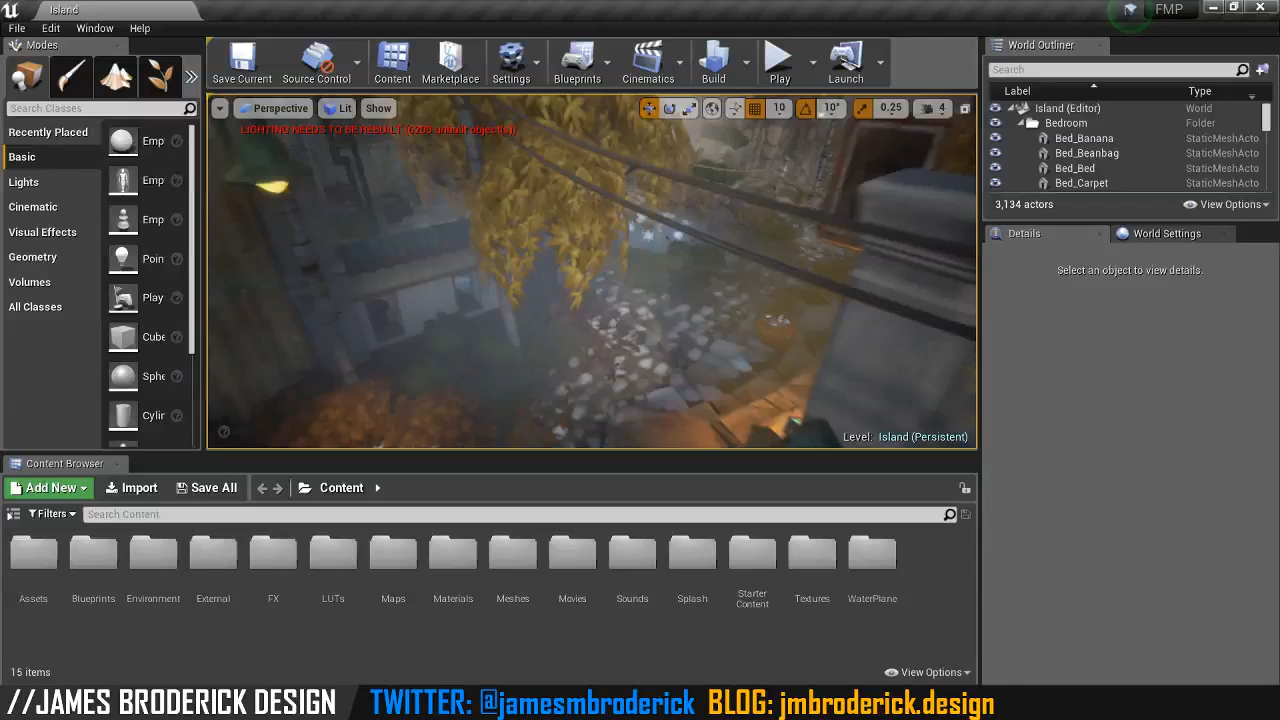 Island
FMP
File Edit Window Help
Modes
Search Classes
Recently Placed
Basic
Lights
Cinematic
Visual Effects
Geometry
Volumes
All Classes
Emp
Emp
Emp
Poin
Play
Cube
Sphe
Cylin
Save Current
Source Control
Content
Marketplace
Settings
Blueprints
Cinematics
Build
Play
Launch
Perspective Lit Show
10 10° 0.25 4
LIGHTING NEEDS TO BE REBUILT (6200 unbuilt object(s))
Level: Island (Persistent)
World Outliner
Search
Label Type
Island (Editor) World
Bedroom Folder
Bed_Banana StaticMeshActo
Bed_Beanbag StaticMeshActo
Bed_Bed StaticMeshActo
Bed_Carpet StaticMeshActo
3,134 actors View Options
Details World Settings
Select an object to view details.
Content Browser
Add New Import Save All Content
Filters Search Content
Assets
Blueprints
Environment
External
FX
LUTs
Maps
Materials
Meshes
Movies
Sounds
Splash
Starter
Content
Textures
WaterPlane
15 items View Options
//JAMES BRODERICK DESIGN TWITTER: @jamesmbroderick BLOG: jmbroderick.design